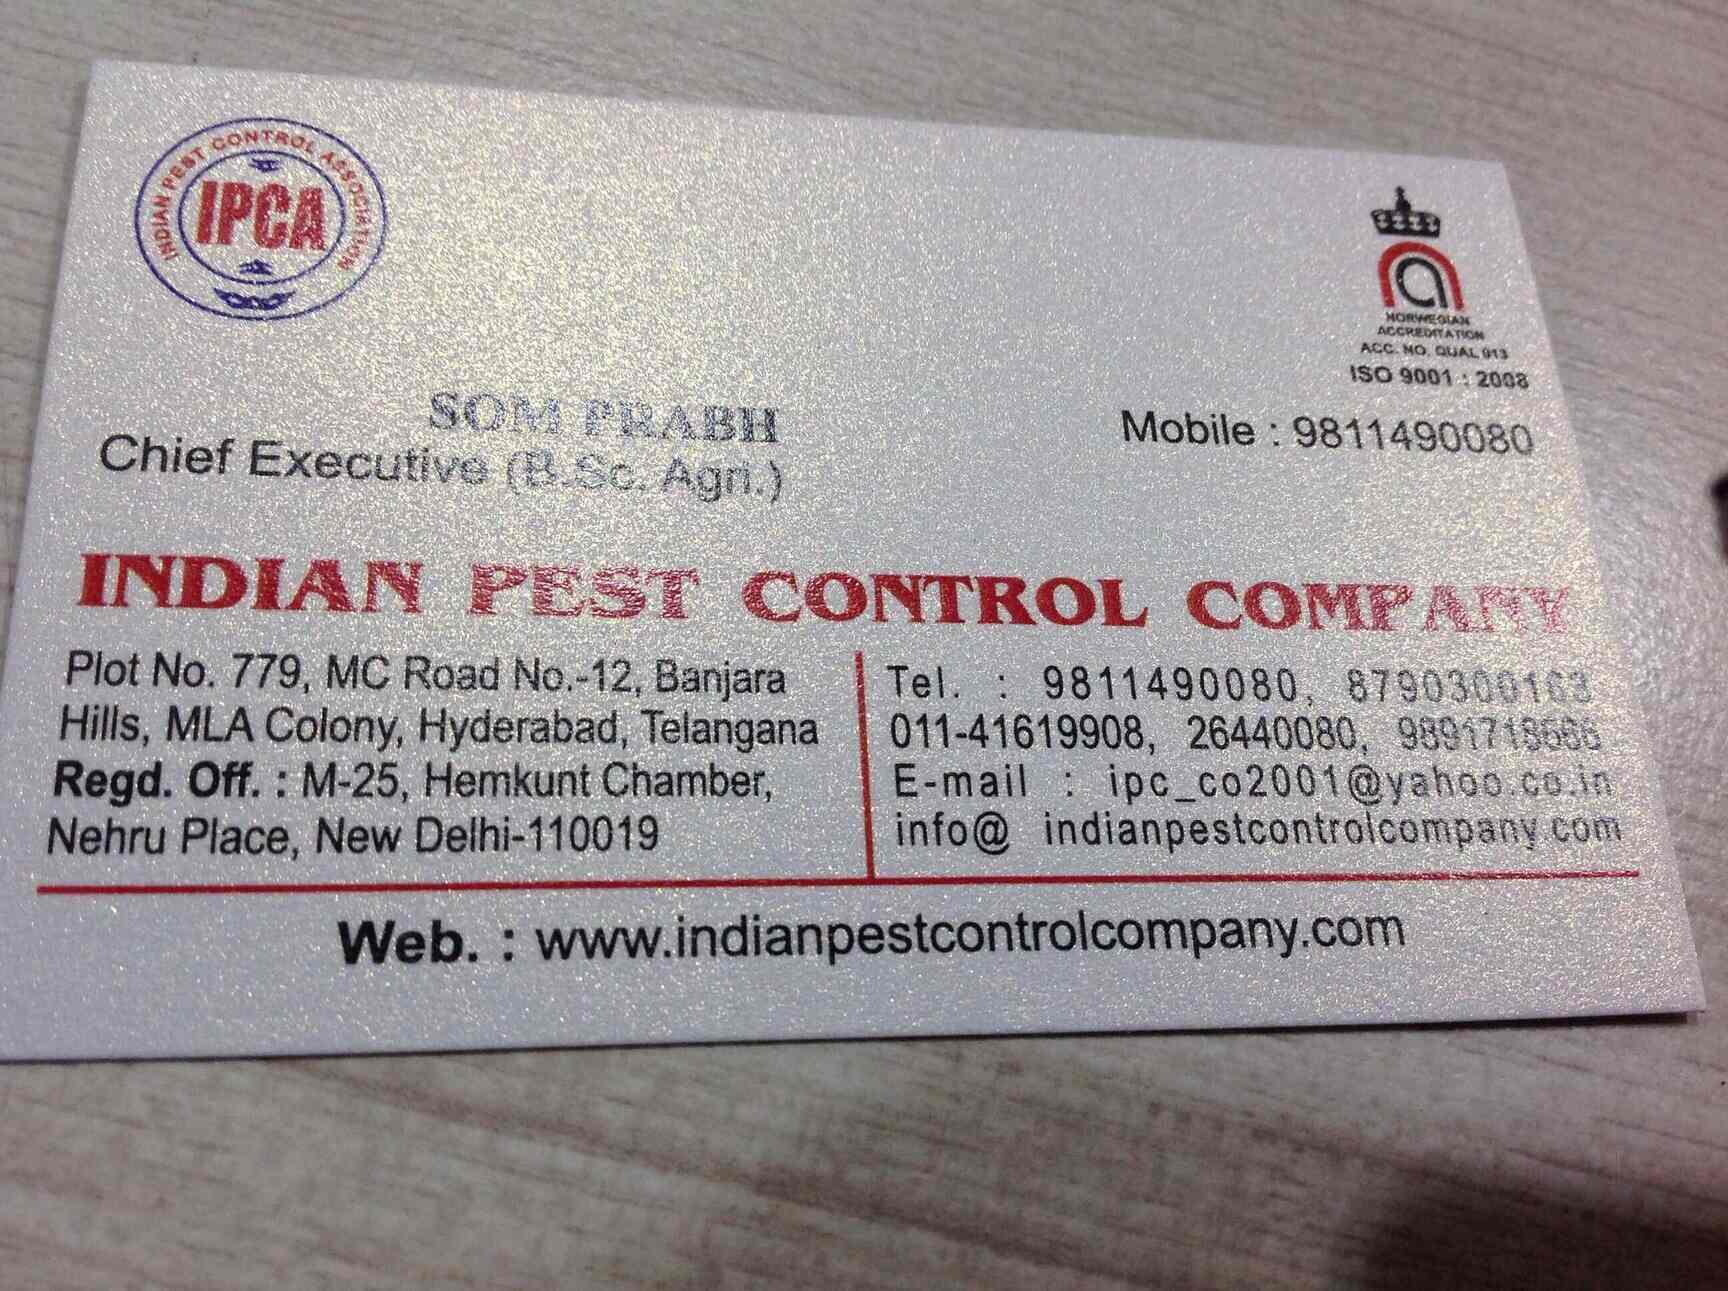 INDIAN PEST CONTROL ASSOCIATION
IPCA
NORWEGIAN
ACCREDITATION
ACC. NO. QUAL 913
ISO 9001 : 2008
SOM PRABH
Chief Executive (B.Sc. Agri.)
Mobile : 9811490080
INDIAN PEST CONTROL COMPANY
Plot No. 779, MC Road No.-12, Banjara
Hills, MLA Colony, Hyderabad, Telangana
Regd. Off. : M-25, Hemkunt Chamber,
Nehru Place, New Delhi-110019
Tel. : 9811490080, 8790300163
011-41619908, 26440080,
E-mail : ipc_co2001@yahoo.co.in
info@ indianpestcontrolcompany.com
Web. : www.indianpestcontrolcompany.com